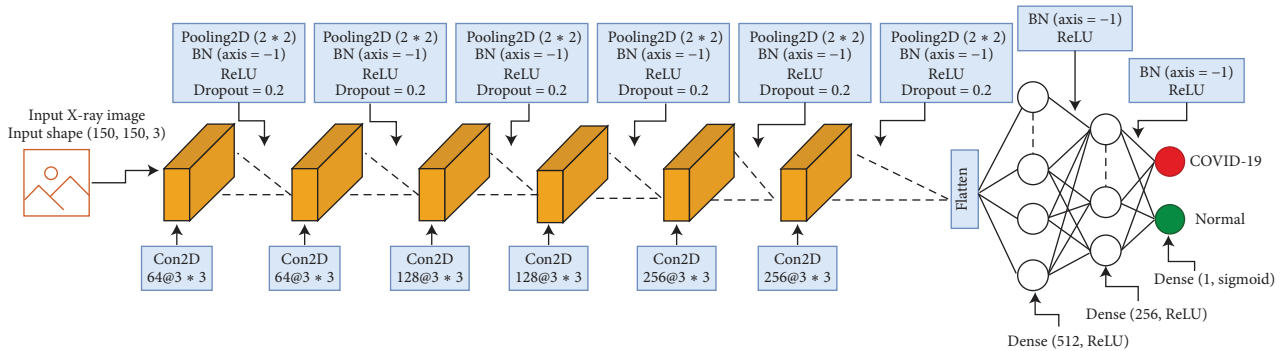 Pooling2D (2 * 2)
BN (axis = −1)
ReLU
Dropout = 0.2
Pooling2D (2 * 2)
BN (axis = −1)
ReLU
Dropout = 0.2
Pooling2D (2 * 2)
BN (axis = −1)
ReLU
Dropout = 0.2
Pooling2D (2 * 2)
BN (axis = −1)
ReLU
Dropout = 0.2
Pooling2D (2 * 2)
BN (axis = −1)
ReLU
Dropout = 0.2
Pooling2D (2 * 2)
BN (axis = −1)
ReLU
Dropout = 0.2
BN (axis = −1)
ReLU
BN (axis = −1)
ReLU
Input X-ray image
Input shape (150, 150, 3)
Flatten
COVID-19
Normal
Con2D
64@3 * 3
Con2D
64@3 * 3
Con2D
128@3 * 3
Con2D
128@3 * 3
Con2D
256@3 * 3
Con2D
256@3 * 3
Dense (1, sigmoid)
Dense (256, ReLU)
Dense (512, ReLU)